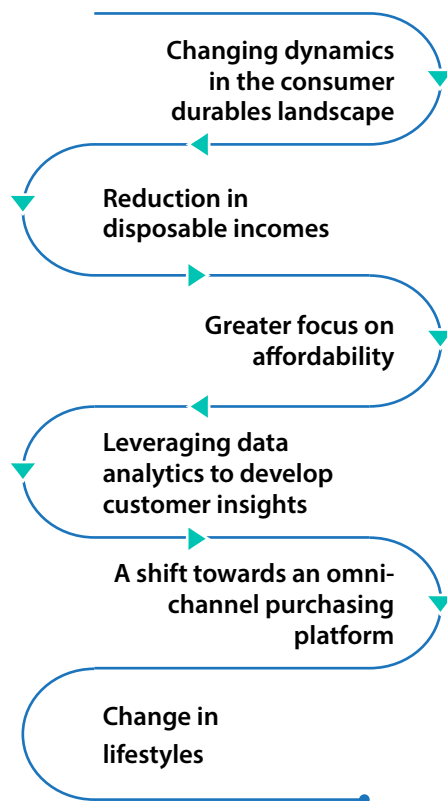 Changing dynamics
in the consumer
durables landscape
Reduction in
disposable incomes
Greater focus on
affordability
Leveraging data
analytics to develop
customer insights
A shift towards an omni-
channel purchasing
platform
Change in
lifestyles